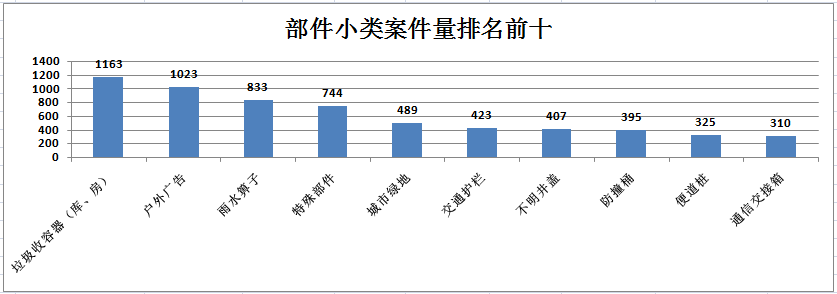 部件小类案件量排名前十
1400
1200
1000
800
600
400
200
0
1163
1023
833
744
489
423
407
395
325
310
垃圾收容器（库、房）
户外广告
雨水箅子
特殊部件
城市绿地
交通护栏
不明井盖
防撞桶
便道桩
通信交接箱